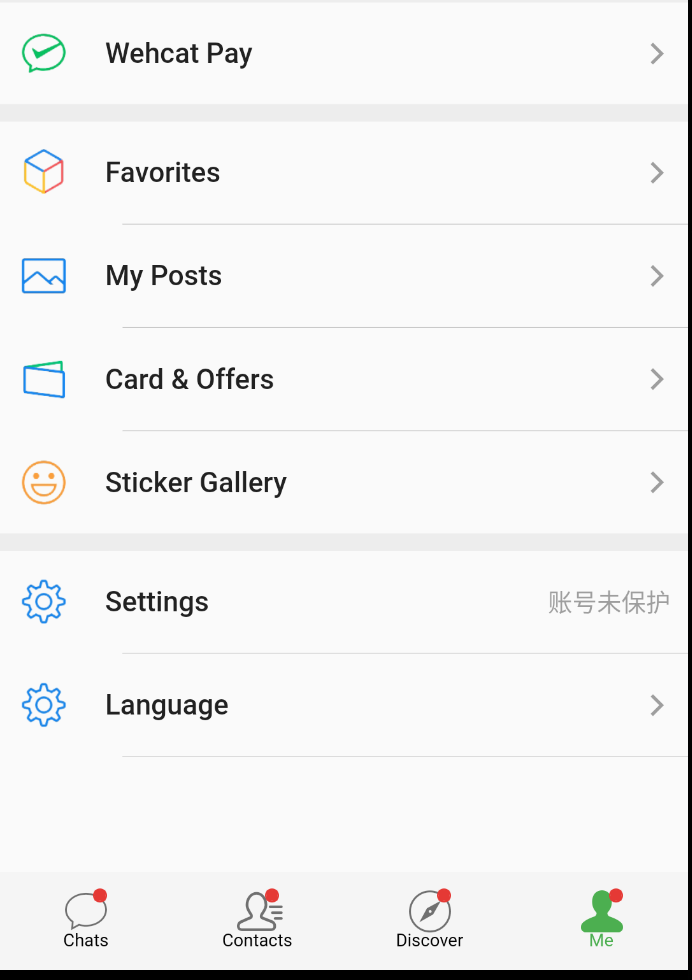 Wehcat Pay
Favorites
My Posts
Card & Offers
Sticker Gallery
Settings 账号未保护
Language
Chats Contacts Discover Me